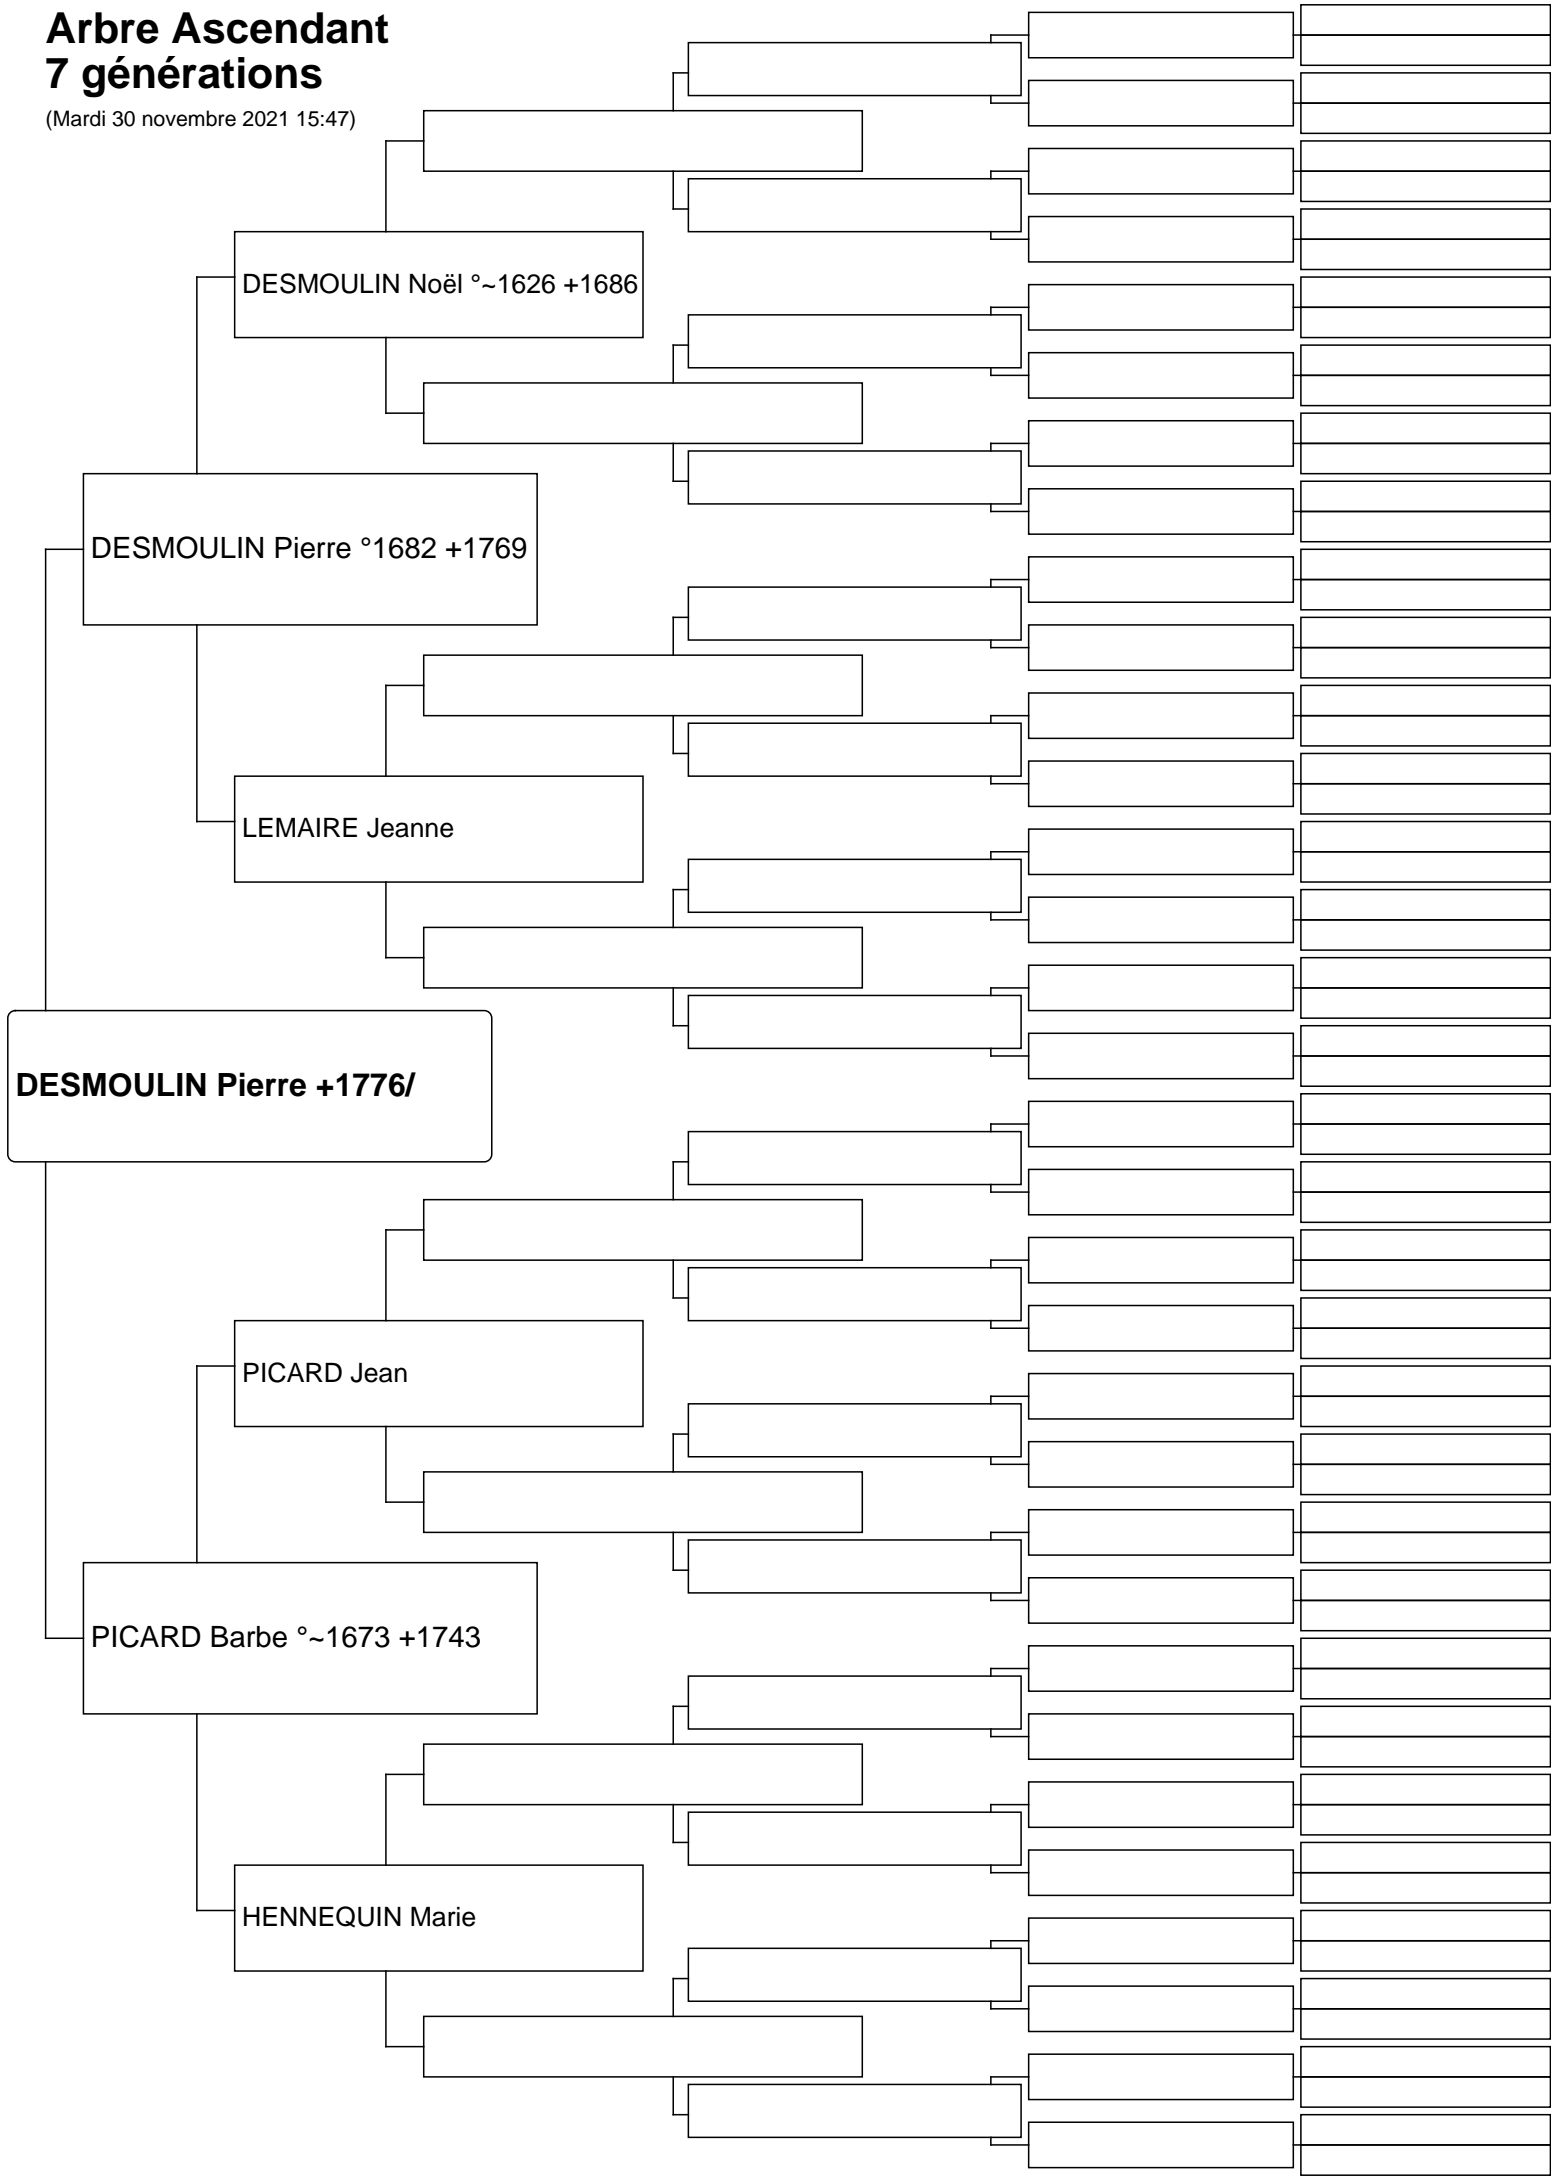 Arbre Ascendant
7 générations
(Mardi 30 novembre 2021 15:47)
DESMOULIN Noël °~1626 +1686
DESMOULIN Pierre °1682 +1769
LEMAIRE Jeanne
DESMOULIN Pierre +1776/
PICARD Jean
PICARD Barbe °~1673 +1743
HENNEQUIN Marie